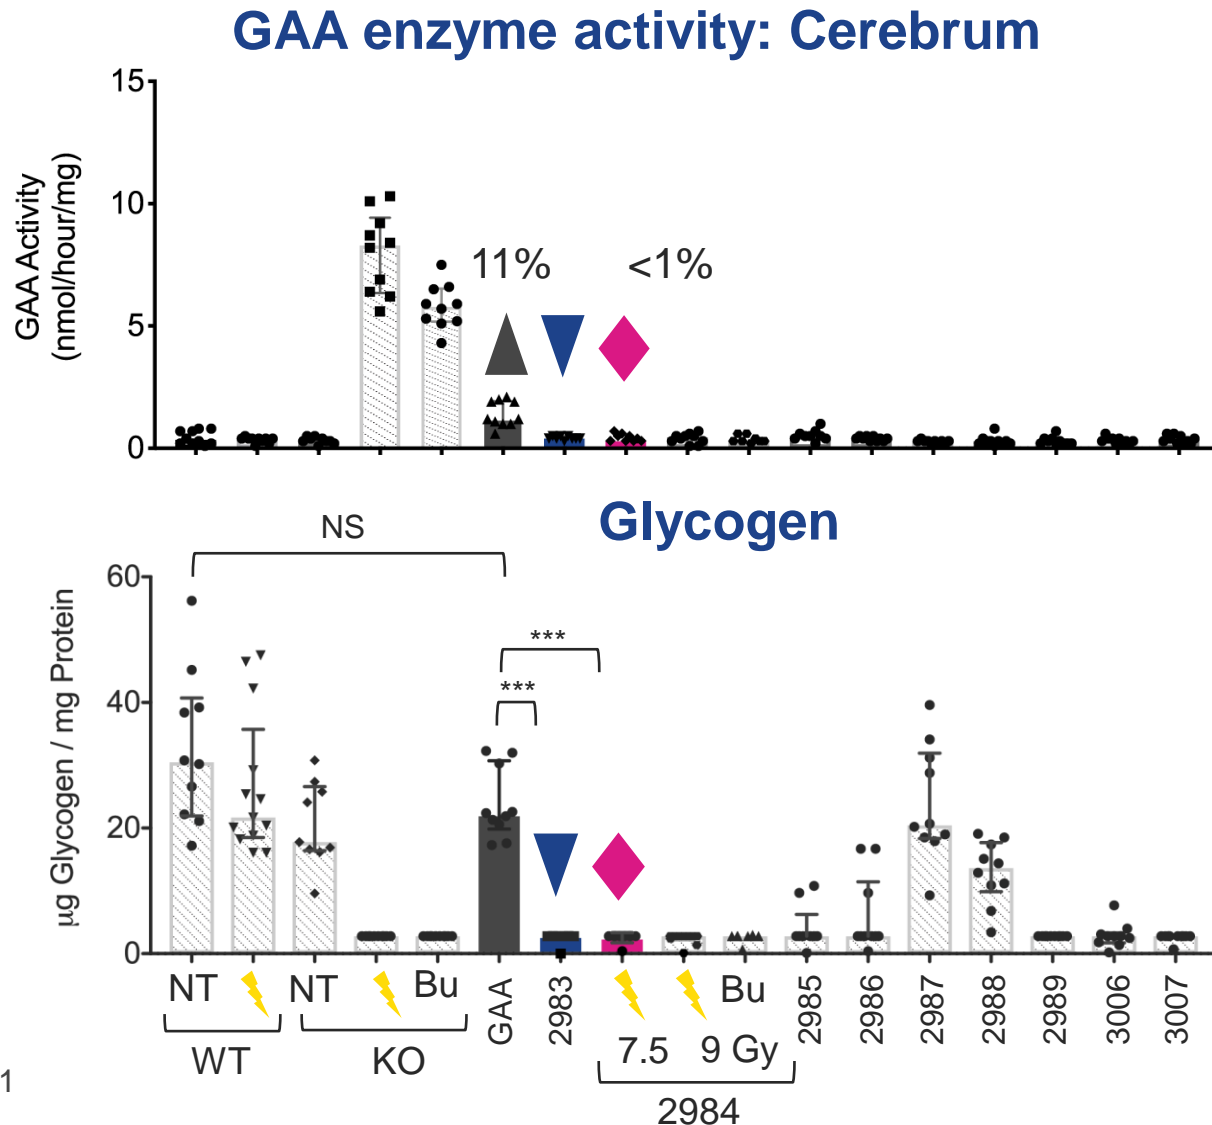 GAA enzyme activity: Cerebrum
GAA Activity
(nmol/hour/mg)
15
10
5
0
11%
<1%
Glycogen
NS
***
***
µg Glycogen / mg Protein
60
40
20
0
NT NT Bu GAA 2983 Bu 2985 2986 2987 2988 2989 3006 3007
WT KO 7.5 9 Gy
2984
1